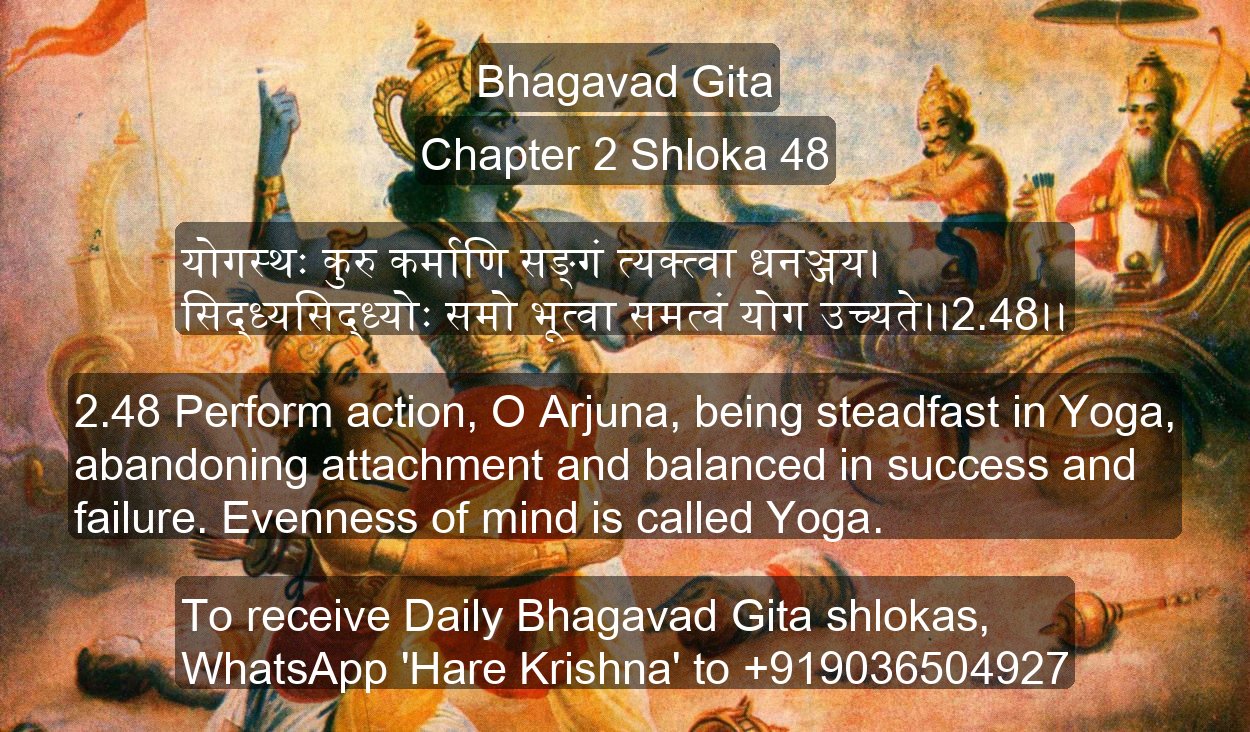 Bhagavad Gita
Chapter 2 Shloka 48
योगस्थः कुरु कर्माणि सङ्गं त्यक्त्वा धनञ्जय।
सिद्ध्यसिद्ध्योः समो भूत्वा समत्वं योग उच्यते।।2.48।।
2.48 Perform action, O Arjuna, being steadfast in Yoga,
abandoning attachment and balanced in success and
failure. Evenness of mind is called Yoga.
To receive Daily Bhagavad Gita shlokas,
WhatsApp 'Hare Krishna' to +919036504927